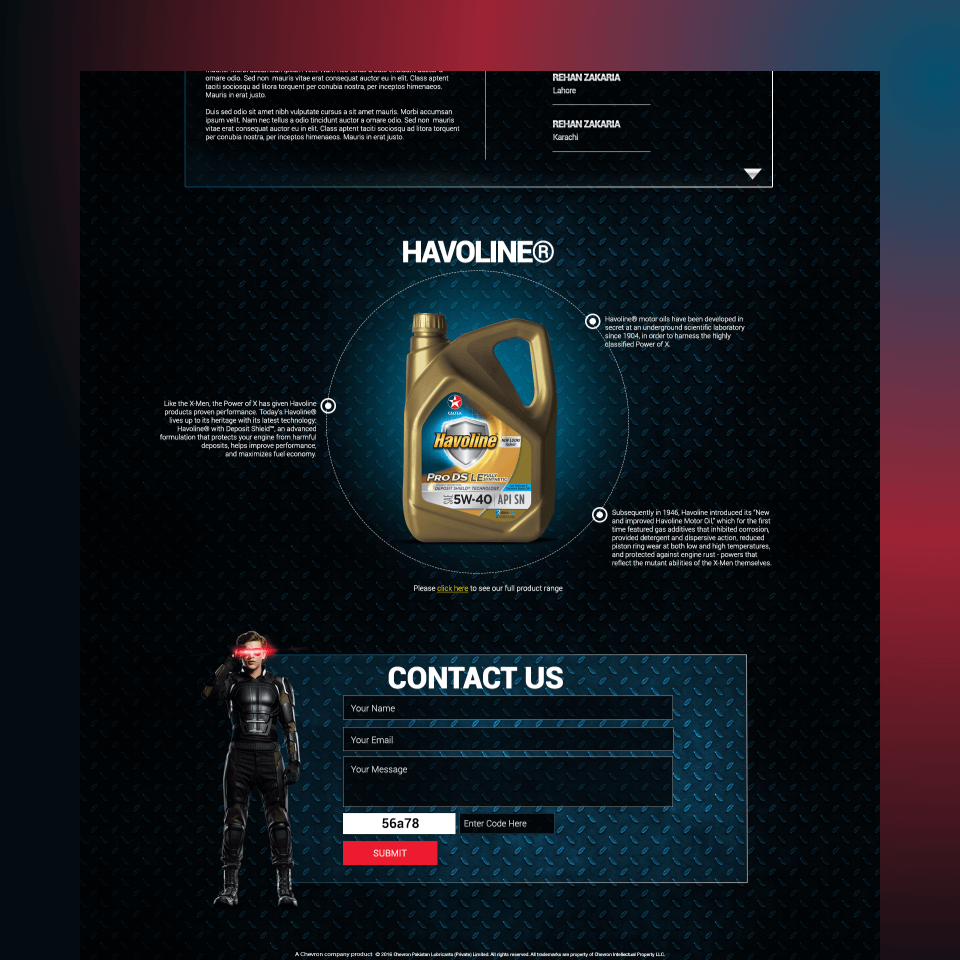 ornare odio. Sed non mauris vitae erat consequat auctor eu in elit. Class aptent
taciti sociosqu ad litora torquent per conubia nostra, per inceptos himenaeos.
Mauris in erat justo.
Duis sed odio sit amet nibh vulputate cursus a sit amet mauris. Morbi accumsan
ipsum velit. Nam nec tellus a odio tincidunt auctor a ornare odio. Sed non mauris
vitae erat consequat auctor eu in elit. Class aptent taciti sociosqu ad litora torquent
per conubia nostra, per inceptos himenaeos. Mauris in erat justo.
REHAN ZAKARIA
Lahore
REHAN ZAKARIA
Karachi
HAVOLINE®
Havoline® motor oils have been developed in
secret at an underground scientific laboratory
since 1904, in order to harness the highly
classified Power of X.
Like the X-Men, the Power of X has given Havoline
products proven performance. Today's Havoline®
lives up to its heritage with its latest technology:
Havoline® with Deposit Shield™, an advanced
formulation that protects your engine from harmful
deposits, helps improve performance,
and maximizes fuel economy.
CALTEX
Havoline
PRO DS LE FULLY
SYNTHETIC
DEPOSIT SHIELD® TECHNOLOGY
SAE 5W-40 API SN
Subsequently in 1946, Havoline introduced its "New
and improved Havoline Motor Oil," which for the first
time featured gas additives that inhibited corrosion,
provided detergent and dispersive action, reduced
piston ring wear at both low and high temperatures,
and protected against engine rust - powers that
reflect the mutant abilities of the X-Men themselves.
Please click here to see our full product range
CONTACT US
Your Name
Your Email
Your Message
56a78
Enter Code Here
SUBMIT
A Chevron company product © 2016 Chevron Pakistan Lubricants (Private) Limited. All rights reserved. All trademarks are property of Chevron Intellectual Property LLC.